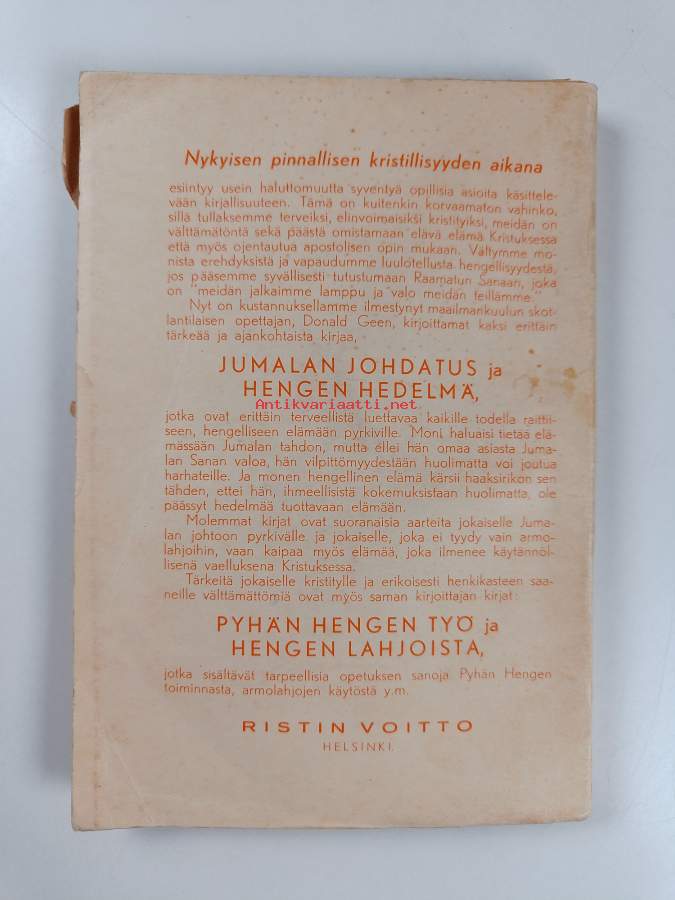 Nykyisen pinnallisen kristillisyyden aikana
esiintyy usein haluttomuutta syventyä opillisia asioita käsittele-
vään kirjallisuuteen. Tämä on kuitenkin korvaamaton vahinko,
sillä tullaksemme terveiksi, elinvoimaisiksi kristityiksi, meidän on
välttämätöntä sekä päästä omistamaan elävä elämä Kristuksessa
että myös ojentautua apostolisen opin mukaan. Vältymme mo-
nista erehdyksistä ja vapaudumme luulotellusta hengellisyydestä,
jos pääsemme syvällisesti tutustumaan Raamatun Sanaan, joka
on "meidän jalkaimme lamppu ja valo meidän teillämme."
Nyt on kustannuksellamme ilmestynyt maailmankuulun skot-
lantilaisen opettajan, Donald Geen, kirjoittamat kaksi erittäin
tärkeää ja ajankohtaista kirjaa,
JUMALAN JOHDATUS ja
HENGEN HEDELMÄ,
Antikvariaatti.net
jotka ovat erittäin terveellistä luettavaa kaikille todella raittii-
seen, hengelliseen elämään pyrkiville. Moni haluaisi tietää elä-
mässään Jumalan tahdon, mutta ellei hän omaa asiasta Juma-
lan Sanan valoa, hän vilpittömyydestään huolimatta voi joutua
harhateille. Ja monen hengellinen elämä kärsii haaksirikon sen
tähden, ettei hän, ihmeellisistä kokemuksistaan huolimatta, ole
päässyt hedelmää tuottavaan elämään.
Molemmat kirjat ovat suoranaisia aarteita jokaiselle Juma-
lan johtoon pyrkivälle ja jokaiselle, joka ei tyydy vain armo-
lahjoihin, vaan kaipaa myös elämää, joka ilmenee käytännöl-
lisenä vaelluksena Kristuksessa.
Tärkeitä jokaiselle kristitylle ja erikoisesti henkikasteen saa-
neille välttämättömiä ovat myös saman kirjoittajan kirjat:
PYHÄN HENGEN TYÖ ja
HENGEN LAHJOISTA,
jotka sisältävät tarpeellisia opetuksen sanoja Pyhän Hengen
toiminnasta, armolahjojen käytöstä y.m.
RISTIN VOITTO
HELSINKI.